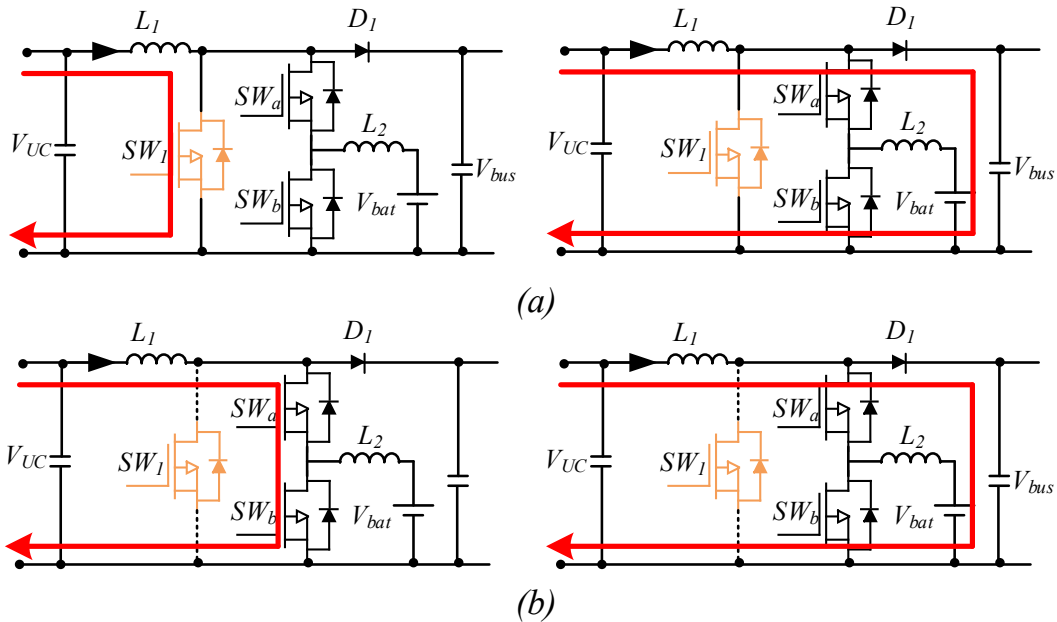 L1 D1 L1 D1
SWa SWa
L2 L2
VUC SW1 VUC SW1
Vbus Vbus
SWb Vbat SWb Vbat
(a)
L1 D1 L1 D1
SWa SWa
L2 L2
VUC SW1 VUC SW1
Vbus
SWb Vbat SWb Vbat
(b)